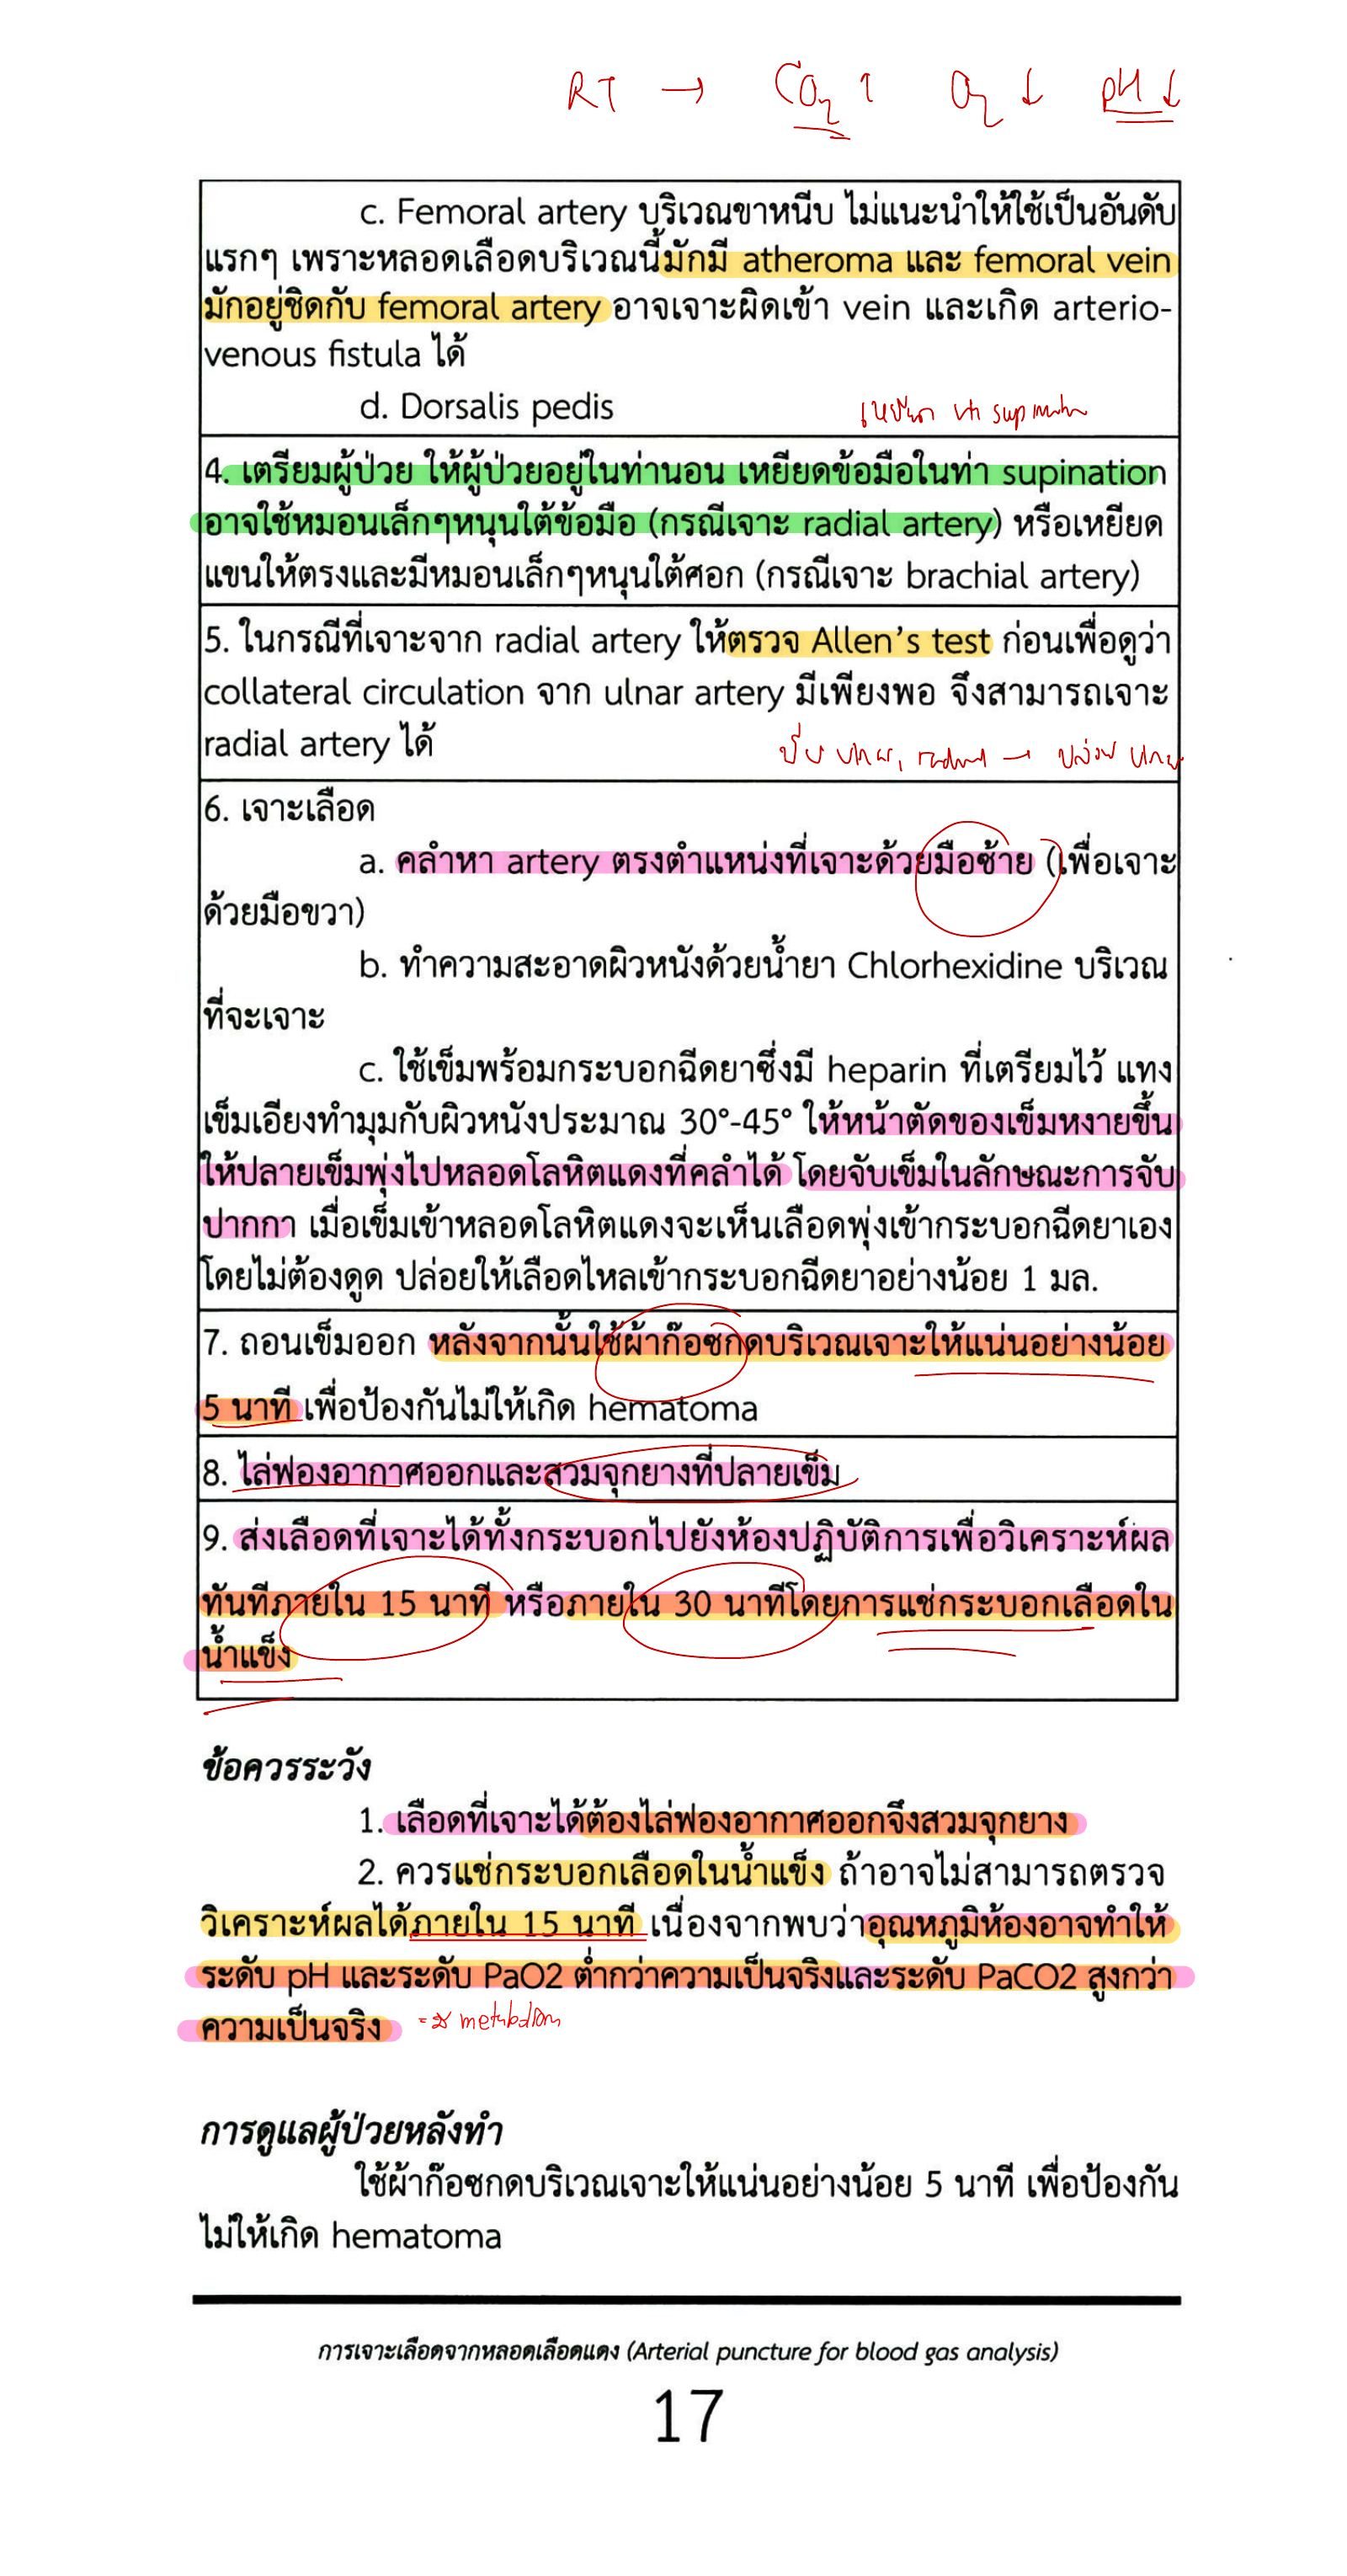 RT → CO2 ↑ O2 ↓ pH ↓
c. Femoral artery บริเวณขาหนีบ ไม่แนะนำให้ใช้เป็นอันดับ
แรกๆ เพราะหลอดเลือดบริเวณนี้มักมี atheroma และ femoral vein
มักอยู่ชิดกับ femoral artery อาจเจาะผิดเข้า vein และเกิด arterio-
venous fistula ได้
d. Dorsalis pedis
4. เตรียมผู้ป่วย ให้ผู้ป่วยอยู่ในท่านอน เหยียดข้อมือในท่า supination
อาจใช้หมอนเล็กๆหนุนใต้ข้อมือ (กรณีเจาะ radial artery) หรือเหยียด
แขนให้ตรงและมีหมอนเล็กๆหนุนใต้ศอก (กรณีเจาะ brachial artery)
5. ในกรณีที่เจาะจาก radial artery ให้ตรวจ Allen's test ก่อนเพื่อดูว่า
collateral circulation จาก ulnar artery มีเพียงพอ จึงสามารถเจาะ
radial artery ได้
6. เจาะเลือด
a. คลำหา artery ตรงตำแหน่งที่เจาะด้วยมือซ้าย (เพื่อเจาะ
ด้วยมือขวา)
b. ทำความสะอาดผิวหนังด้วยน้ำยา Chlorhexidine บริเวณ
ที่จะเจาะ
c. ใช้เข็มพร้อมกระบอกฉีดยาซึ่งมี heparin ที่เตรียมไว้ แทง
เข็มเอียงทำมุมกับผิวหนังประมาณ 30°-45° ให้หน้าตัดของเข็มหงายขึ้น
ให้ปลายเข็มพุ่งไปหลอดโลหิตแดงที่คลำได้ โดยจับเข็มในลักษณะการจับ
ปากกา เมื่อเข็มเข้าหลอดโลหิตแดงจะเห็นเลือดพุ่งเข้ากระบอกฉีดยาเอง
โดยไม่ต้องดูด ปล่อยให้เลือดไหลเข้ากระบอกฉีดยาอย่างน้อย 1 มล.
7. ถอนเข็มออก หลังจากนั้นใช้ผ้าก๊อซกดบริเวณเจาะให้แน่นอย่างน้อย
5 นาที เพื่อป้องกันไม่ให้เกิด hematoma
8. ไล่ฟองอากาศออกและสวมจุกยางที่ปลายเข็ม
9. ส่งเลือดที่เจาะได้ทั้งกระบอกไปยังห้องปฏิบัติการเพื่อวิเคราะห์ผล
ทันทีภายใน 15 นาที หรือภายใน 30 นาทีโดยการแช่กระบอกเลือดใน
น้ำแข็ง
ข้อควรระวัง
1. เลือดที่เจาะได้ต้องไล่ฟองอากาศออกจึงสวมจุกยาง
2. ควรแช่กระบอกเลือดในน้ำแข็ง ถ้าอาจไม่สามารถตรวจ
วิเคราะห์ผลได้ภายใน 15 นาที เนื่องจากพบว่าอุณหภูมิห้องอาจทำให้
ระดับ pH และระดับ PaO2 ต่ำกว่าความเป็นจริงและระดับ PaCO2 สูงกว่า
ความเป็นจริง
การดูแลผู้ป่วยหลังทำ
ใช้ผ้าก๊อซกดบริเวณเจาะให้แน่นอย่างน้อย 5 นาที เพื่อป้องกัน
ไม่ให้เกิด hematoma
การเจาะเลือดจากหลอดเลือดแดง (Arterial puncture for blood gas analysis)
17